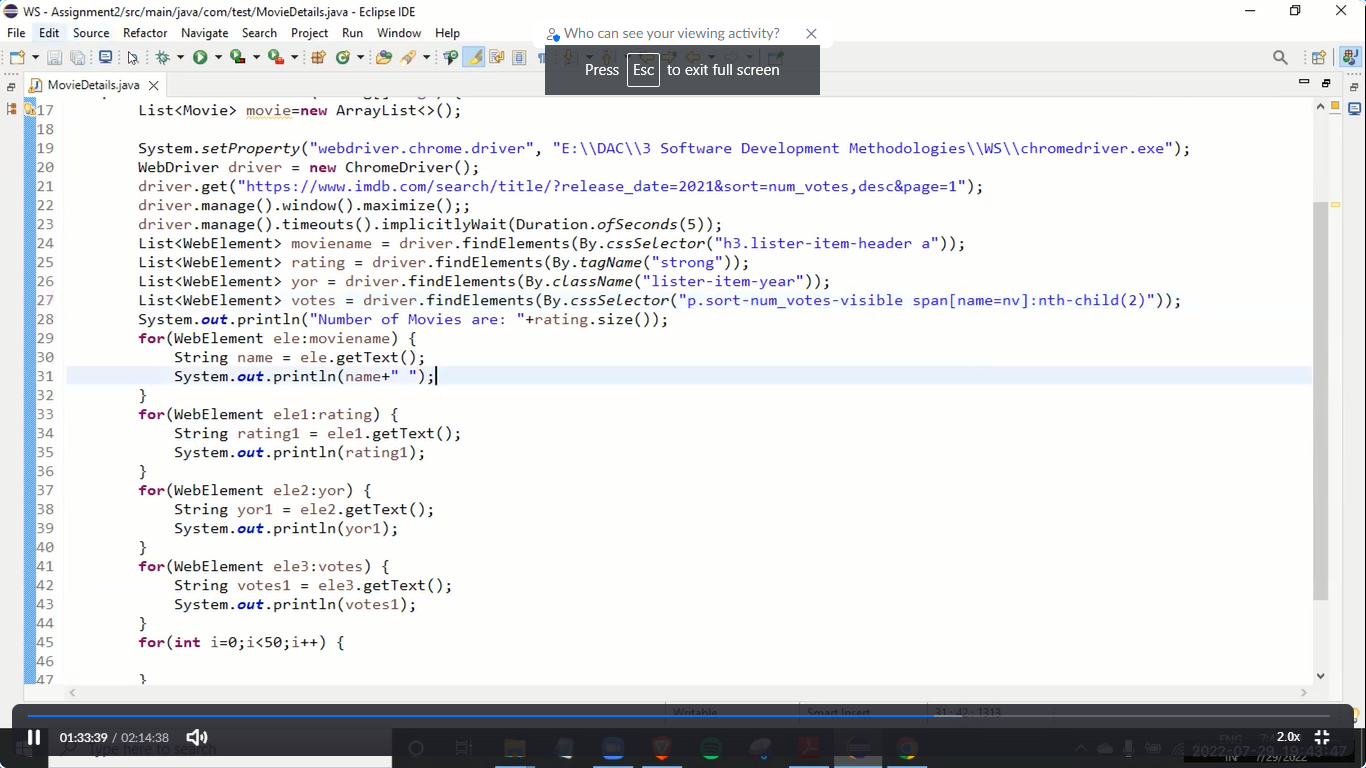 WS - Assignment2/src/main/java/com/test/MovieDetails.java - Eclipse IDE
File Edit Source Refactor Navigate Search Project Run Window Help
Who can see your viewing activity?
Press Esc to exit full screen
MovieDetails.java
17 List<Movie> movie=new ArrayList<>();
18
19 System.setProperty("webdriver.chrome.driver", "E:\\DAC\\3 Software Development Methodologies\\WS\\chromedriver.exe");
20 WebDriver driver = new ChromeDriver();
21 driver.get("https://www.imdb.com/search/title/?release_date=2021&sort=num_votes,desc&page=1");
22 driver.manage().window().maximize();;
23 driver.manage().timeouts().implicitlyWait(Duration.ofSeconds(5));
24 List<WebElement> moviename = driver.findElements(By.cssSelector("h3.lister-item-header a"));
25 List<WebElement> rating = driver.findElements(By.tagName("strong"));
26 List<WebElement> yor = driver.findElements(By.className("lister-item-year"));
27 List<WebElement> votes = driver.findElements(By.cssSelector("p.sort-num_votes-visible span[name=nv]:nth-child(2)"));
28 System.out.println("Number of Movies are: "+rating.size());
29 for(WebElement ele:moviename) {
30 String name = ele.getText();
31 System.out.println(name+" ");
32 }
33 for(WebElement ele1:rating) {
34 String rating1 = ele1.getText();
35 System.out.println(rating1);
36 }
37 for(WebElement ele2:yor) {
38 String yor1 = ele2.getText();
39 System.out.println(yor1);
40 }
41 for(WebElement ele3:votes) {
42 String votes1 = ele3.getText();
43 System.out.println(votes1);
44 }
45 for(int i=0;i<50;i++) {
46
47 }
Writable Smart Insert 31 : 42 : 1313
01:33:39 / 02:14:38 2.0x
Type here to search
ENG
2022-07-29 19:43:47
IN 7/29/2022